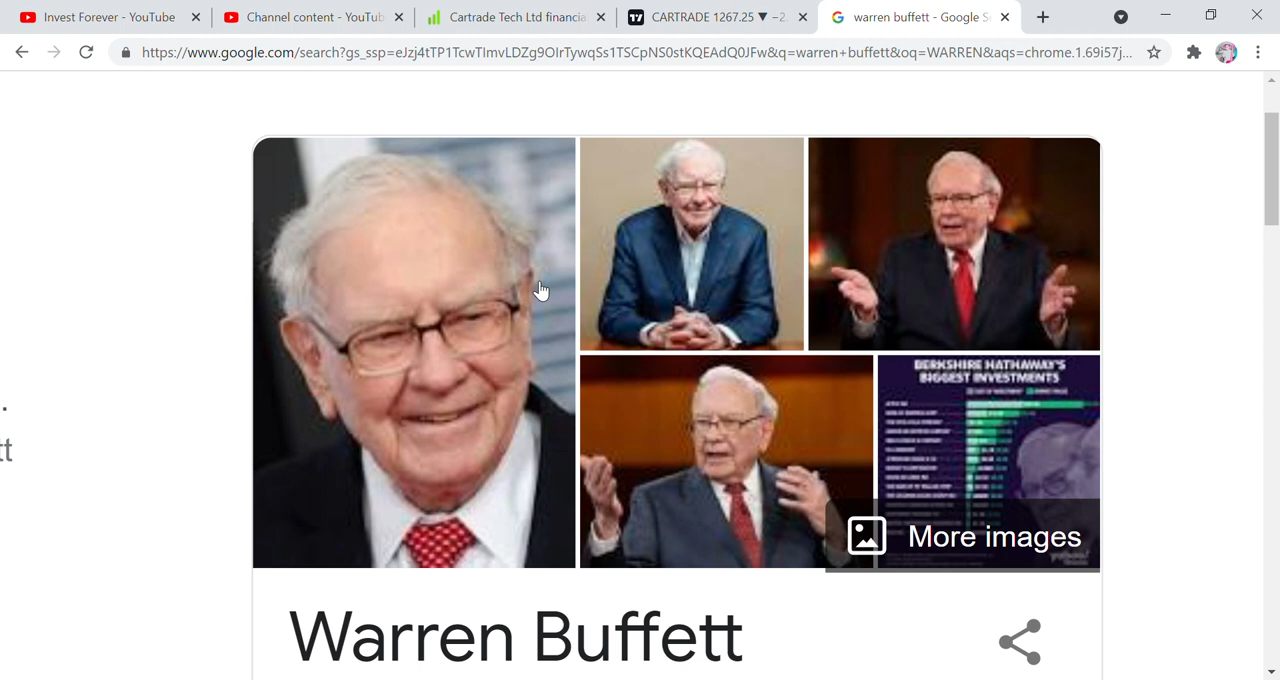 Invest Forever - YouTube
Channel content - YouTub
Cartrade Tech Ltd financia
CARTRADE 1267.25 ▼ −2.
warren buffett - Google S
https://www.google.com/search?gs_ssp=eJzj4tTP1TcwTImvLDZg9OIrTywqSs1TSCpNS0stKQEAdQ0JFw&q=warren+buffett&oq=WARREN&aqs=chrome.1.69i57j...
.
tt
BERKSHIRE HATHAWAY'S
BIGGEST INVESTMENTS
More images
Warren Buffett